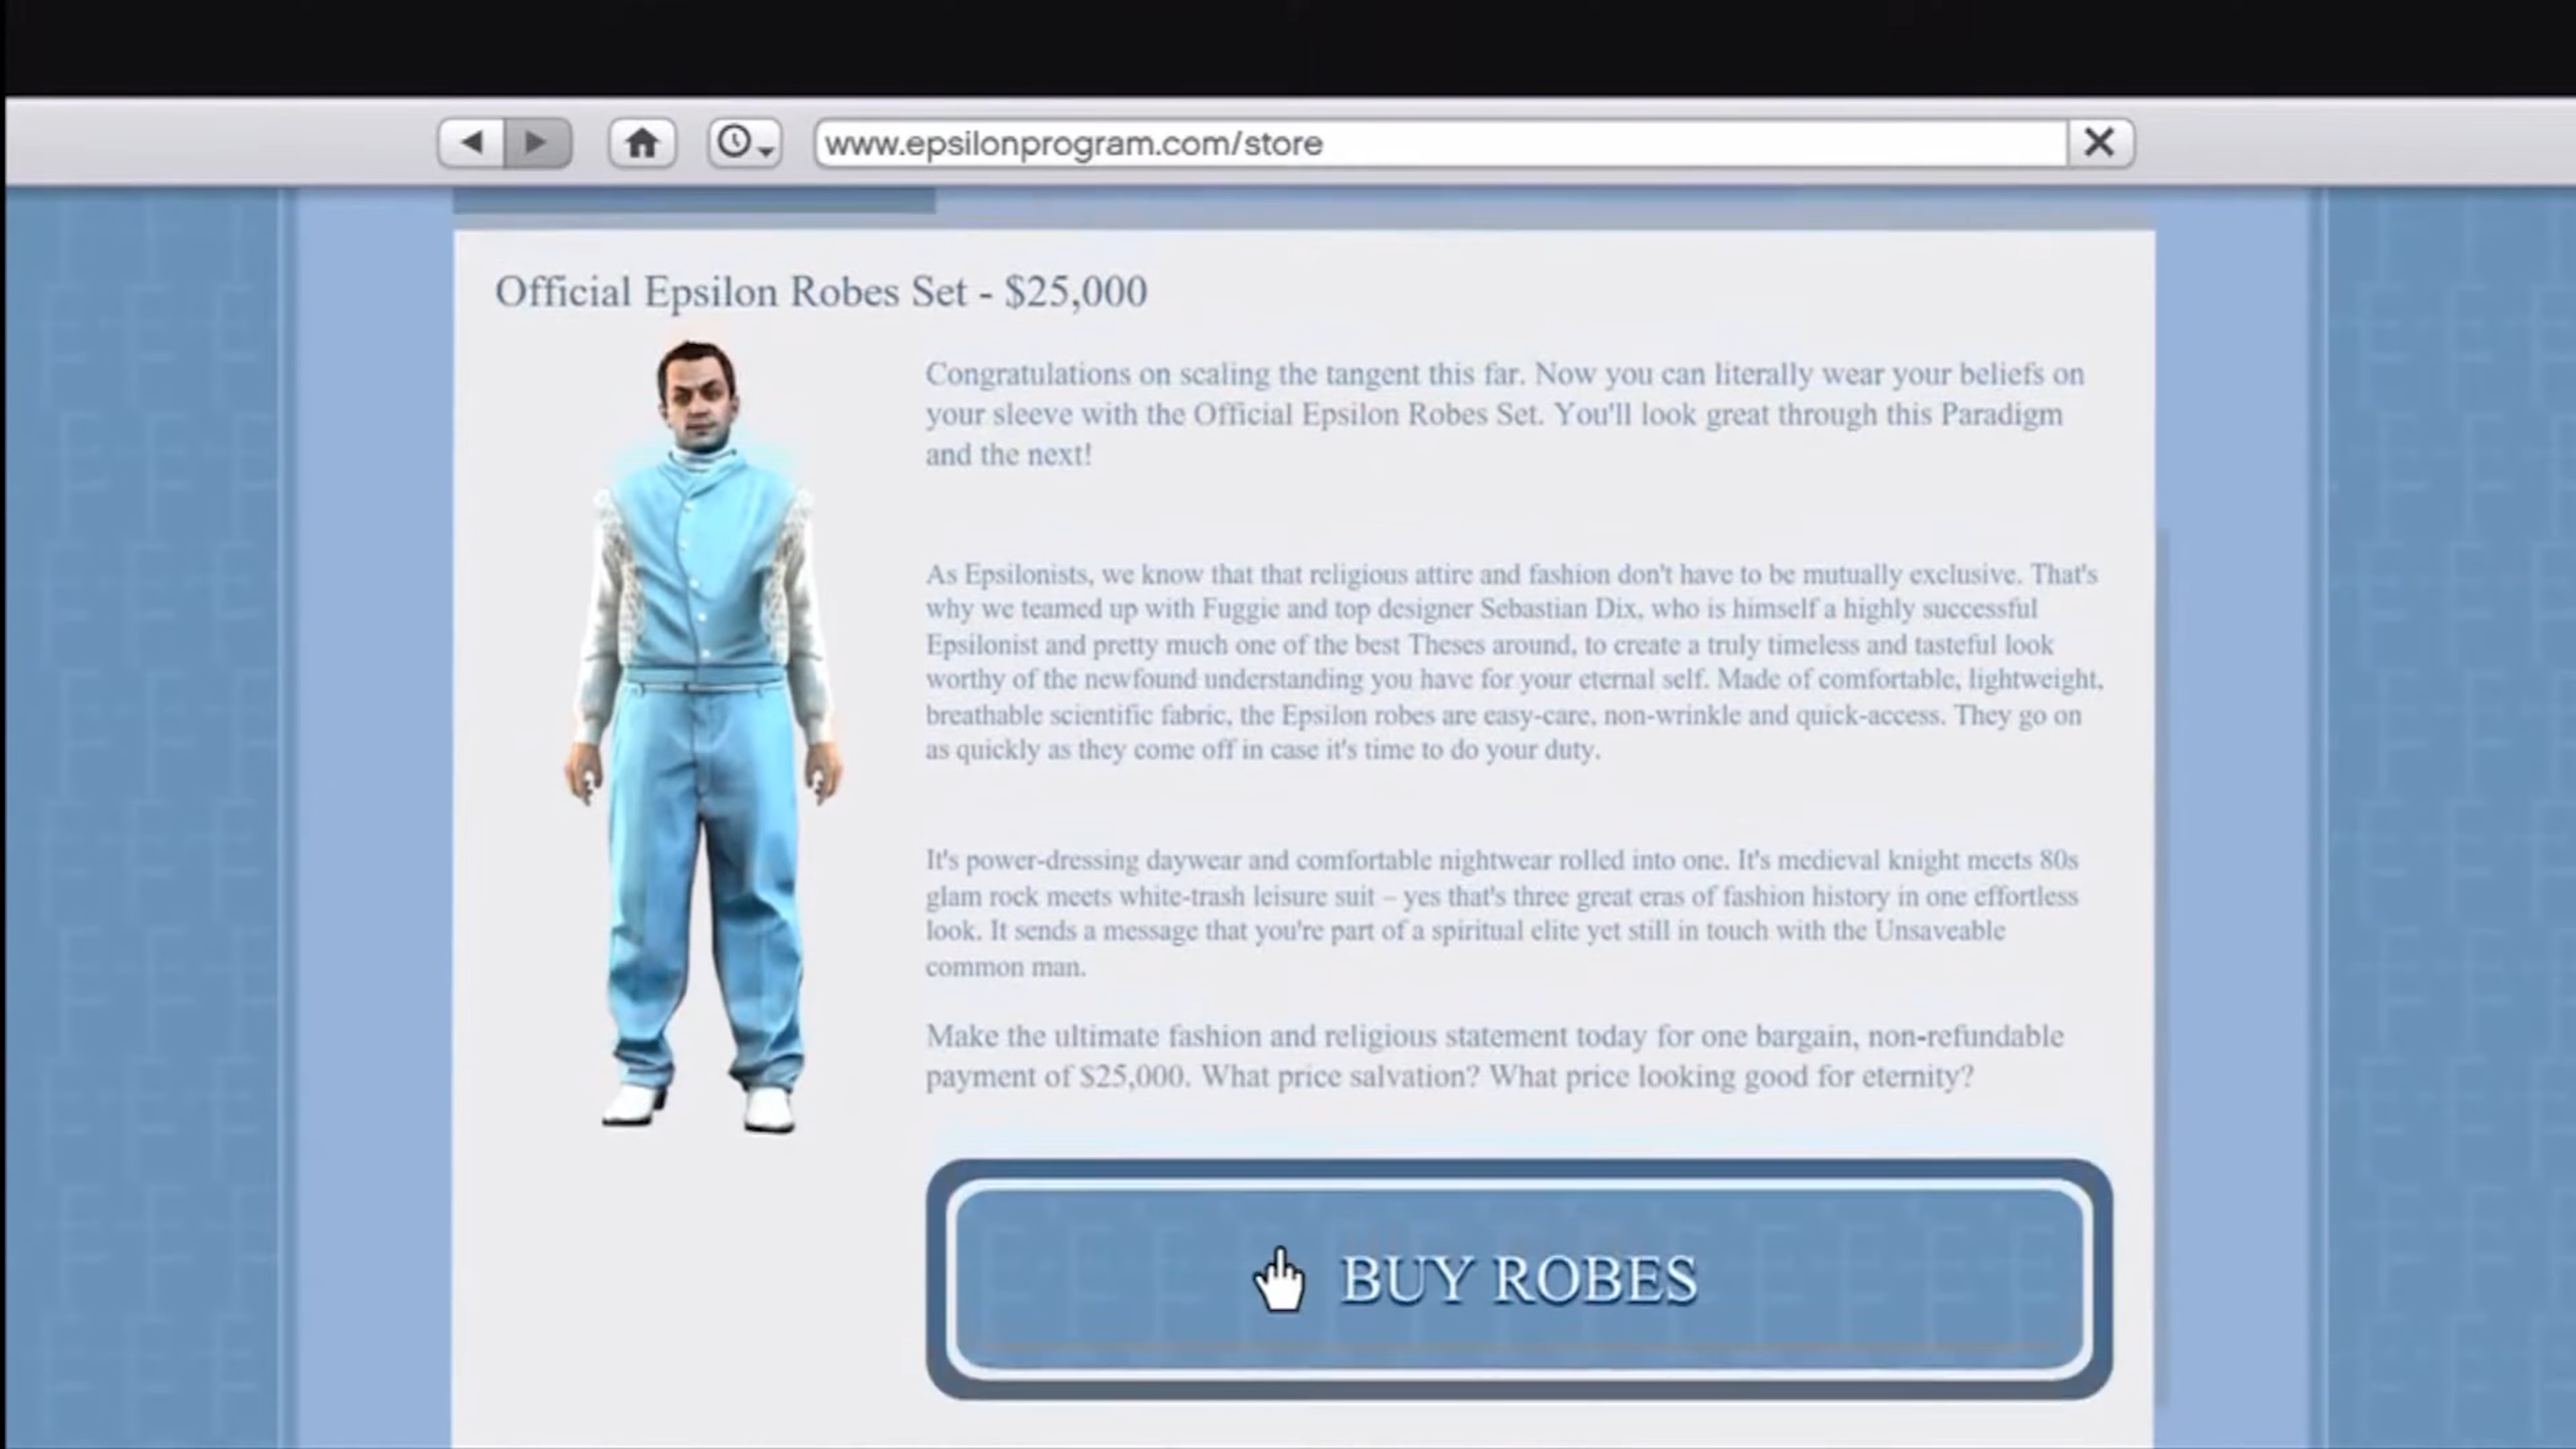 www.epsilonprogram.com/store
Official Epsilon Robes Set - $25,000
Congratulations on scaling the tangent this far. Now you can literally wear your beliefs on
your sleeve with the Official Epsilon Robes Set. You'll look great through this Paradigm
and the next!
As Epsilonists, we know that that religious attire and fashion don't have to be mutually exclusive. That's
why we teamed up with Fuggie and top designer Sebastian Dix, who is himself a highly successful
Epsilonist and pretty much one of the best Theses around, to create a truly timeless and tasteful look
worthy of the newfound understanding you have for your eternal self. Made of comfortable, lightweight,
breathable scientific fabric, the Epsilon robes are easy-care, non-wrinkle and quick-access. They go on
as quickly as they come off in case it's time to do your duty.
It's power-dressing daywear and comfortable nightwear rolled into one. It's medieval knight meets 80s
glam rock meets white-trash leisure suit – yes that's three great eras of fashion history in one effortless
look. It sends a message that you're part of a spiritual elite yet still in touch with the Unsaveable
common man.
Make the ultimate fashion and religious statement today for one bargain, non-refundable
payment of $25,000. What price salvation? What price looking good for eternity?
BUY ROBES